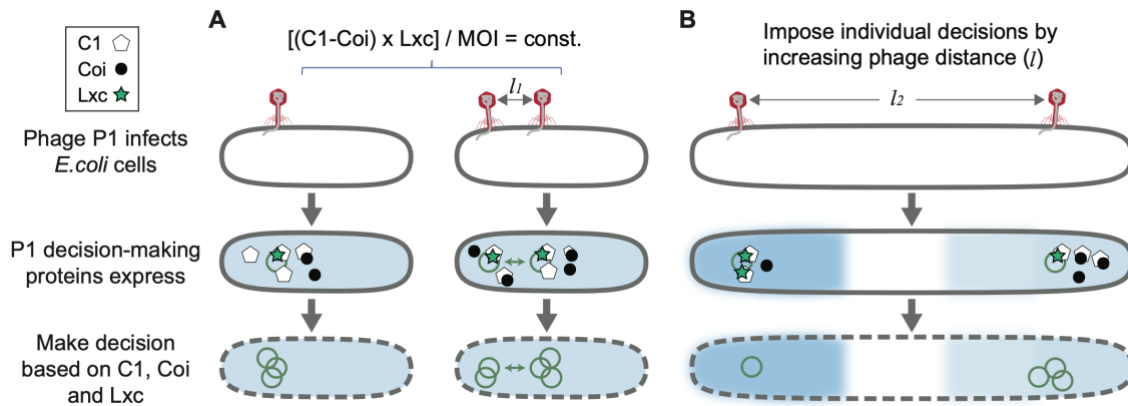 A
B
C1
Coi
Lxc
[(C1-Coi) x Lxc] / MOI = const.
Impose individual decisions by
increasing phage distance (l)
l1
l2
Phage P1 infects
E.coli cells
P1 decision-making
proteins express
Make decision
based on C1, Coi
and Lxc